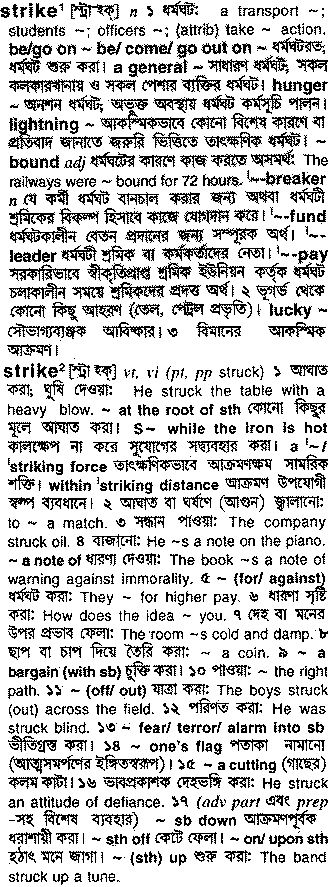 strike¹ [স্ট্রাইক্] n ১ ধর্মঘট: a transport ~;
students ~; officers ~; (attrib) take ~ action.
be/go on ~ be/ come/ go out on ~ ধর্মঘটরত;
ধর্মঘট শুরু করা। a general ~ সাধারণ ধর্মঘট, সকল
কলকারখানায় ও সকল পেশার ব্যক্তির ধর্মঘট। hunger
~ অনশন ধর্মঘট, অভুক্ত অবস্থায় ধর্মঘট কর্মসূচি পালন।
lightning ~ আকস্মিকভাবে কোনো বিশেষ কারণে বা
প্রতিবাদ জানাতে জরুরি ভিত্তিতে তাৎক্ষণিক ধর্মঘট। ~
bound adj ধর্মঘটের কারণে কাজ করতে অসমর্থ: The
railways were ~ bound for 72 hours. ˈ~-breaker
n যে কর্মী ধর্মঘট বানচাল করার জন্য অথবা ধর্মঘটী
শ্রমিকের বিকল্প হিসাবে কাজে যোগদান করে। ˈ~-fund
ধর্মঘটকালীন বেতন প্রদানের জন্য সম্পূরক অর্থ। ˈ~-
leader ধর্মঘটী শ্রমিক বা কর্মকর্তাদের নেতা। ˈ~-pay
সরকারিভাবে স্বীকৃতিপ্রাপ্ত শ্রমিক ইউনিয়ন কর্তৃক ধর্মঘট
চলাকালীন সময়ে শ্রমিকদের প্রদত্ত অর্থ। ২ ভূগর্ভ থেকে
কোনো কিছু আহরণ (তেল, পেট্রল প্রভৃতি)। lucky ~
সৌভাগ্যব্যঞ্জক আবিষ্কার। ৩ বিমানের আকস্মিক
আক্রমণ।
strike² [স্ট্রাইক্] vt, vi (pt, pp struck) ১ আঘাত
করা; ঘুষি দেওয়া: He struck the table with a
heavy blow. ~ at the root of sth কোনো কিছুর
মূলে আঘাত করা। S~ while the iron is hot
কালক্ষেপ না করে সুযোগের সদ্ব্যবহার করা। a ˈ~ /
ˈstriking force তাৎক্ষণিকভাবে আক্রমণক্ষম সামরিক
শক্তি। within ˈstriking distance আক্রমণ উপযোগী
স্বল্প ব্যবধানে। ২ আঘাত বা ঘর্ষণে (আগুন) জ্বালানো:
to ~ a match. ৩ সন্ধান পাওয়া: The company
struck oil. ৪ বাজানো: He ~s a note on the piano.
~ a note of ধারণা দেওয়া: The book ~s a note of
warning against immorality. ৫ ~ (for/ against)
ধর্মঘট করা: They ~ for higher pay. ৬ ধারণা সৃষ্টি
করা: How does the idea ~ you. ৭ দেহ বা মনের
উপর প্রভাব ফেলা: The room ~s cold and damp. ৮
ছাপ বা চাপ দিয়ে তৈরি করা: ~ a coin. ৯ ~ a
bargain (with sb) চুক্তি করা। ১০ পাওয়া: ~ the right
path. ১১ ~ (off/ out) যাত্রা করা: The boys struck
(out) across the field. ১২ পরিণত করা: He was
struck blind. ১৩ ~ fear/ terror/ alarm into sb
ভীতিগ্রস্ত করা। ১৪ ~ one's flag পতাকা নামানো
(আত্মসমর্পণের ইঙ্গিতস্বরূপ)। ১৫ ~ a cutting (গাছের)
কলম কাটা। ১৬ ভাবপ্রকাশক দেহভঙ্গি করা: He struck
an attitude of defiance. ১৭ (adv part এবং prep
-সহ বিশেষ ব্যবহার) ~ sb down আক্রমণপূর্বক
ধরাশায়ী করা। ~ sth off কেটে ফেলা। ~ on/ upon sth
হঠাৎ মনে জাগা। ~ (sth) up শুরু করা: The band
struck up a tune.